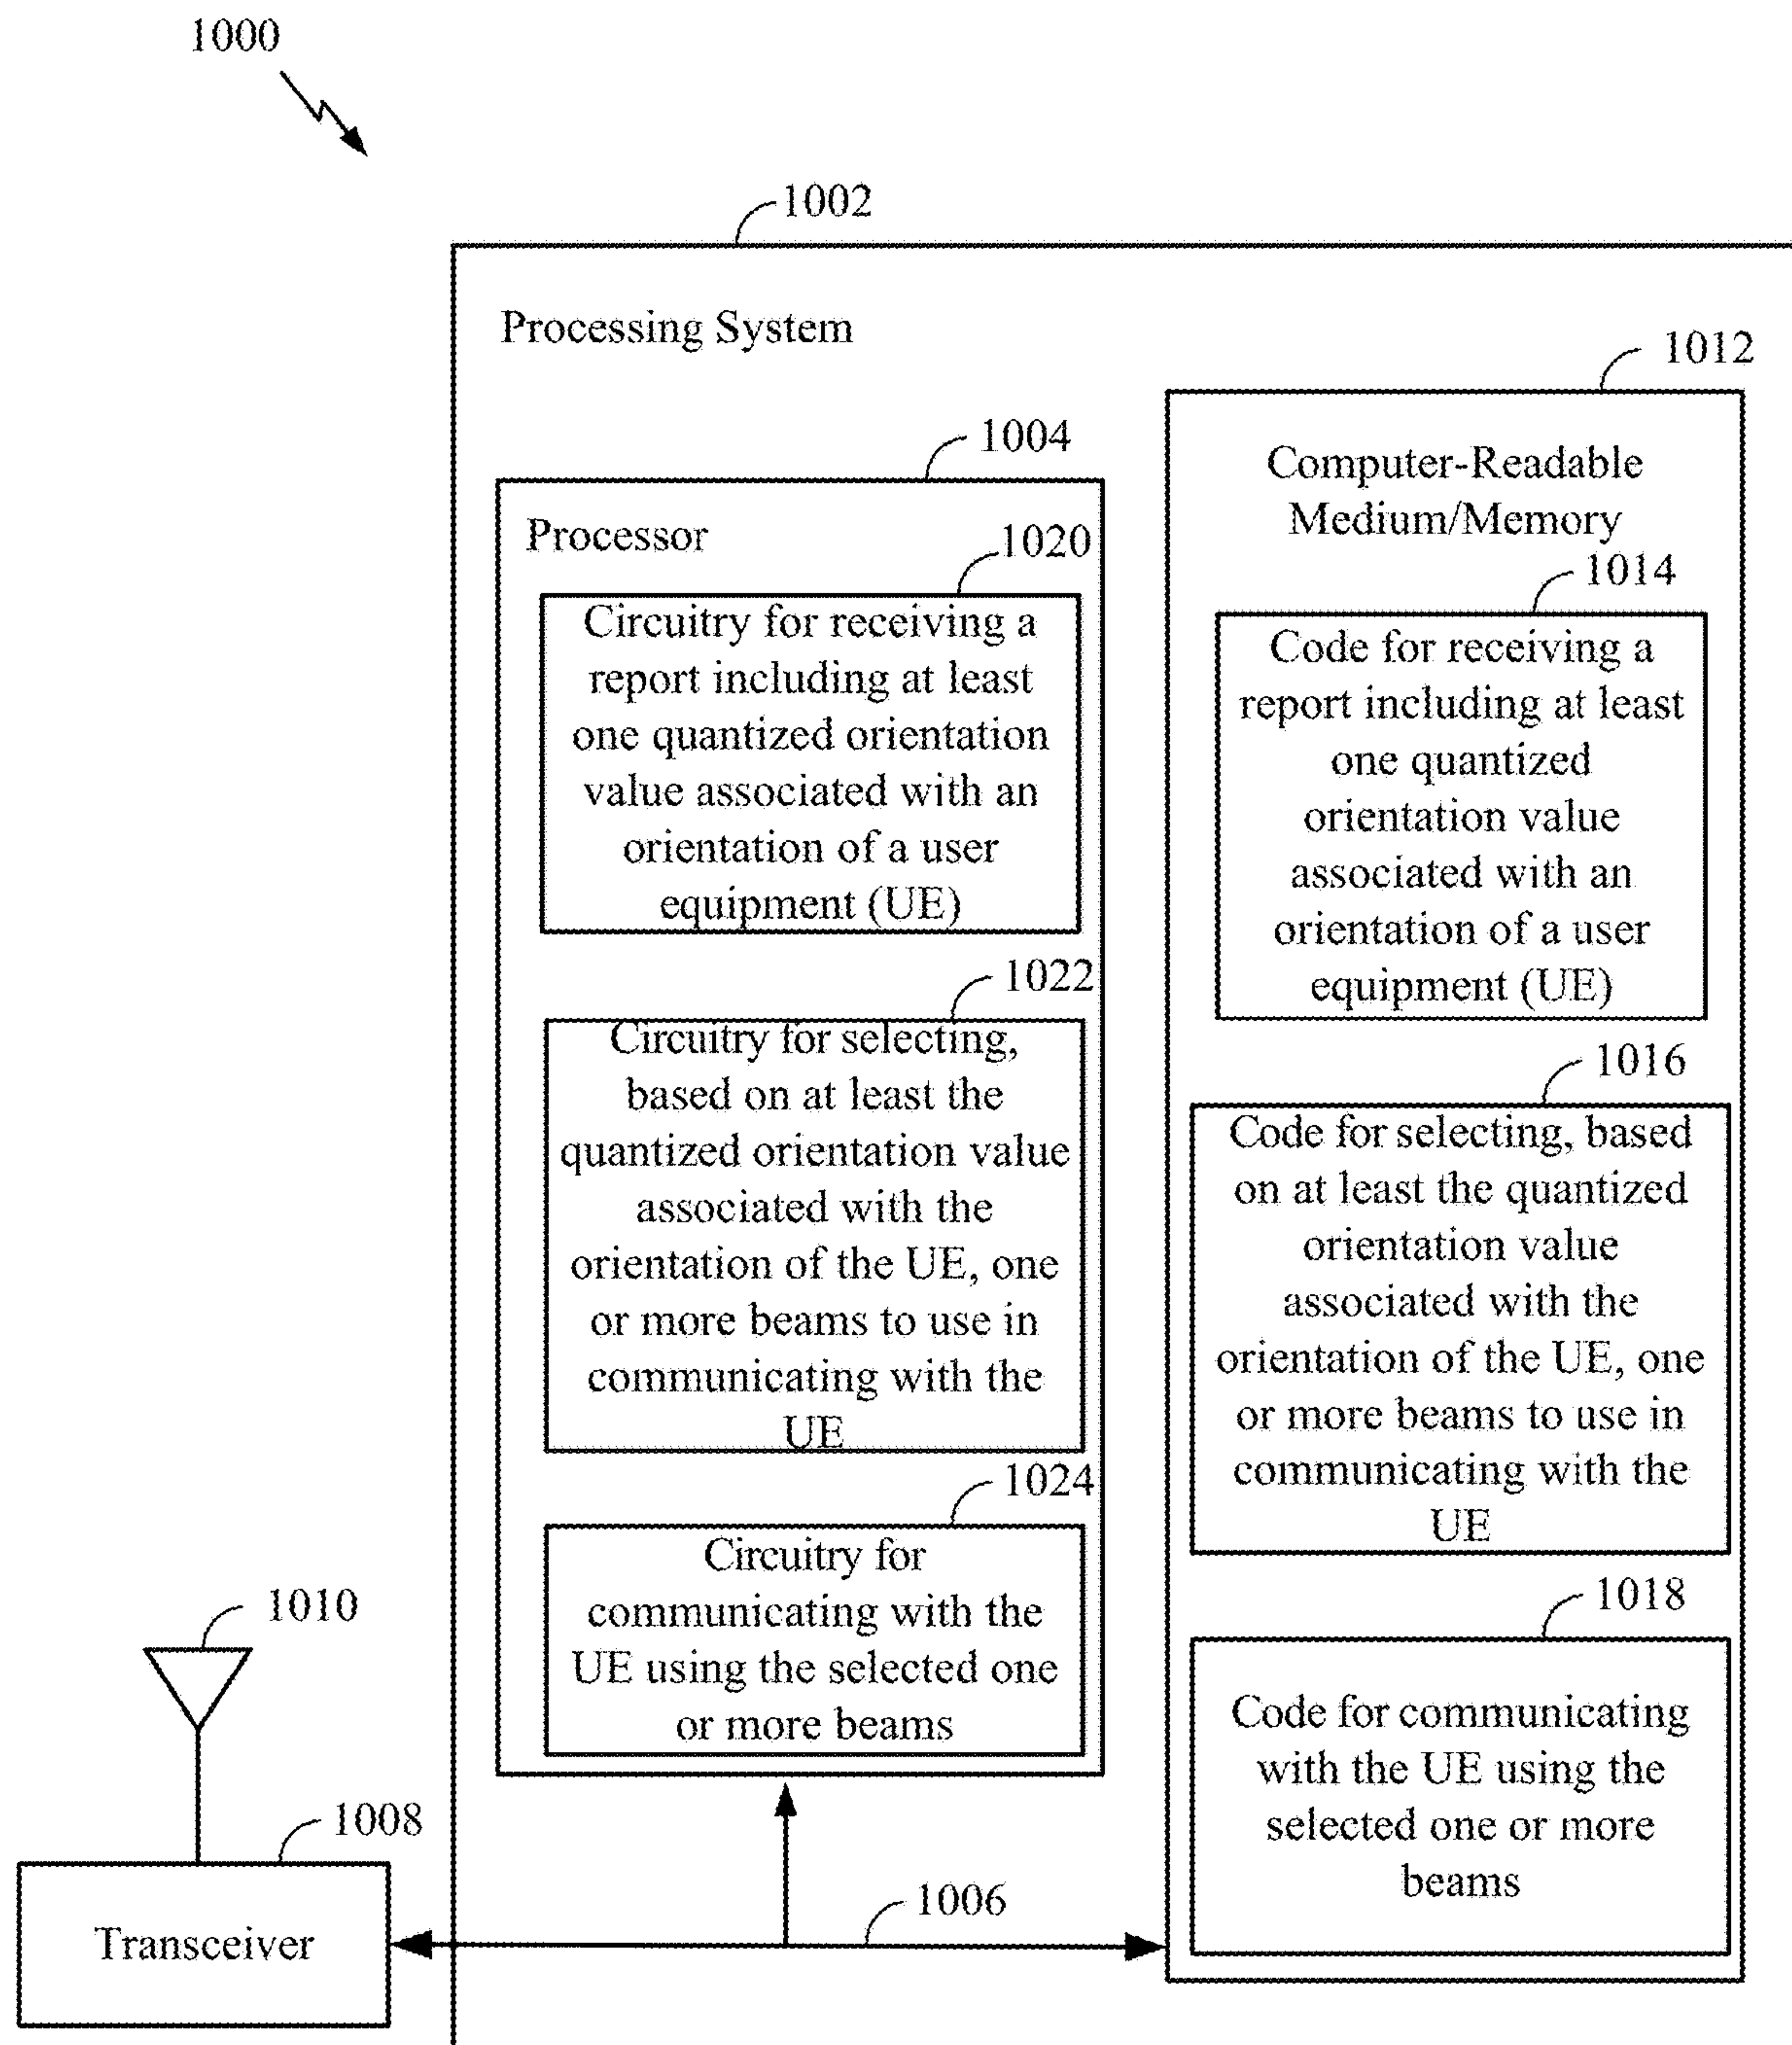 1000
1002
Processing System
1012
1004
Computer-Readable
Medium/Memory
Processor
1020
1014
Circuitry for receiving a
report including at least
one quantized orientation
value associated with an
orientation of a user
equipment (UE)
Code for receiving a
report including at least
one quantized
orientation value
associated with an
orientation of a user
equipment (UE)
1022
1016
Circuitry for selecting,
based on at least the
quantized orientation value
associated with the
orientation of the UE, one
or more beams to use in
communicating with the
UE
Code for selecting, based
on at least the quantized
orientation value
associated with the
orientation of the UE, one
or more beams to use in
communicating with the
UE
1024
1018
Circuitry for
communicating with the
UE using the selected one
or more beams
Code for communicating
with the UE using the
selected one or more
beams
1010
1008
Transceiver
1006